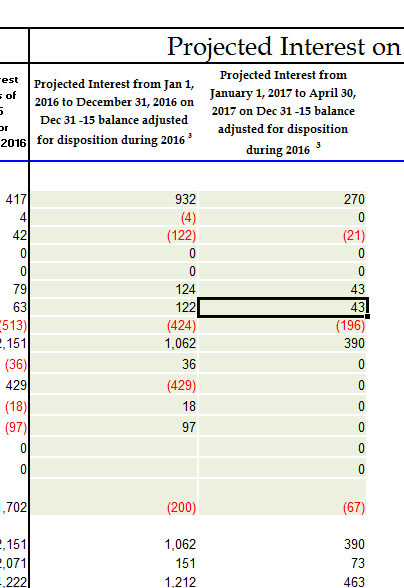 Projected Interest on
rest
s of
5
or
2016
Projected Interest from Jan 1,
2016 to December 31, 2016 on
Dec 31 -15 balance adjusted
for disposition during 2016 3
Projected Interest from
January 1, 2017 to April 30,
2017 on Dec 31 -15 balance
adjusted for disposition
during 2016 3
417 932 270
4 (4) 0
42 (122) (21)
0 0 0
0 0 0
79 124 43
63 122 43
(513) (424) (196)
2,151 1,062 390
(36) 36 0
429 (429) 0
(18) 18 0
(97) 97 0
0 0
0 0
,702 (200) (67)
2,151 1,062 390
2,071 151 73
4,222 1,212 463